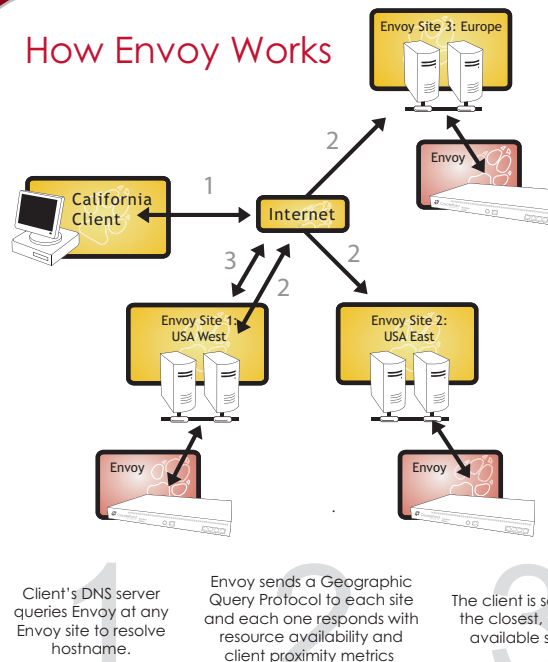 How Envoy Works
Envoy Site 3: Europe
2
Envoy
1
California
Client
Internet
3
2
2
Envoy Site 1:
USA West
Envoy Site 2:
USA East
Envoy
Envoy
1
Client's DNS server
queries Envoy at any
Envoy site to resolve
hostname.
2
Envoy sends a Geographic
Query Protocol to each site
and each one responds with
resource availability and
client proximity metrics
3
The client is
the closest,
available